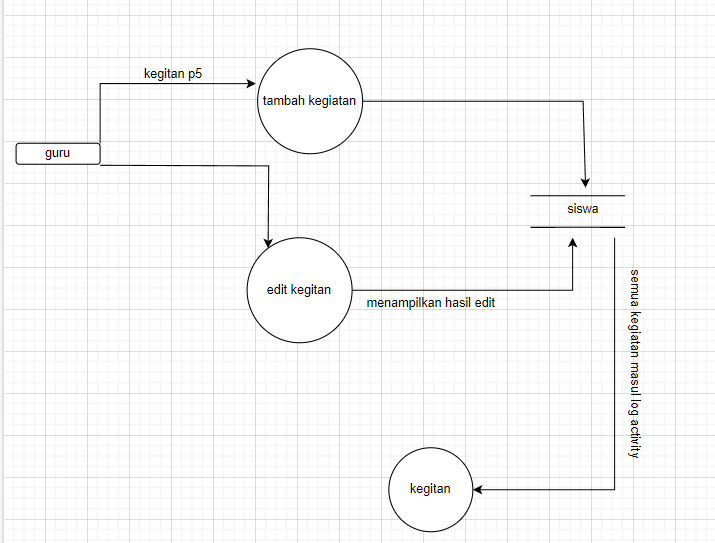 kegitan p5
tambah kegiatan
guru
siswa
edit kegitan
menampilkan hasil edit
semua kegiatan masul log activity
kegitan